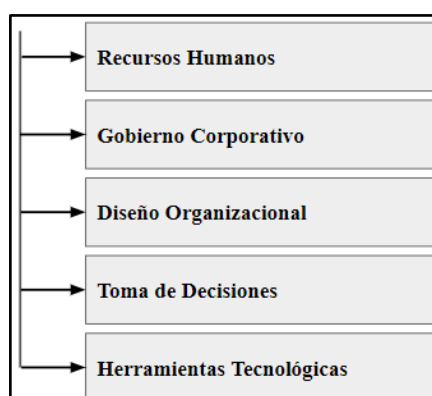 Recursos Humanos
Gobierno Corporativo
Diseño Organizacional
Toma de Decisiones
Herramientas Tecnológicas